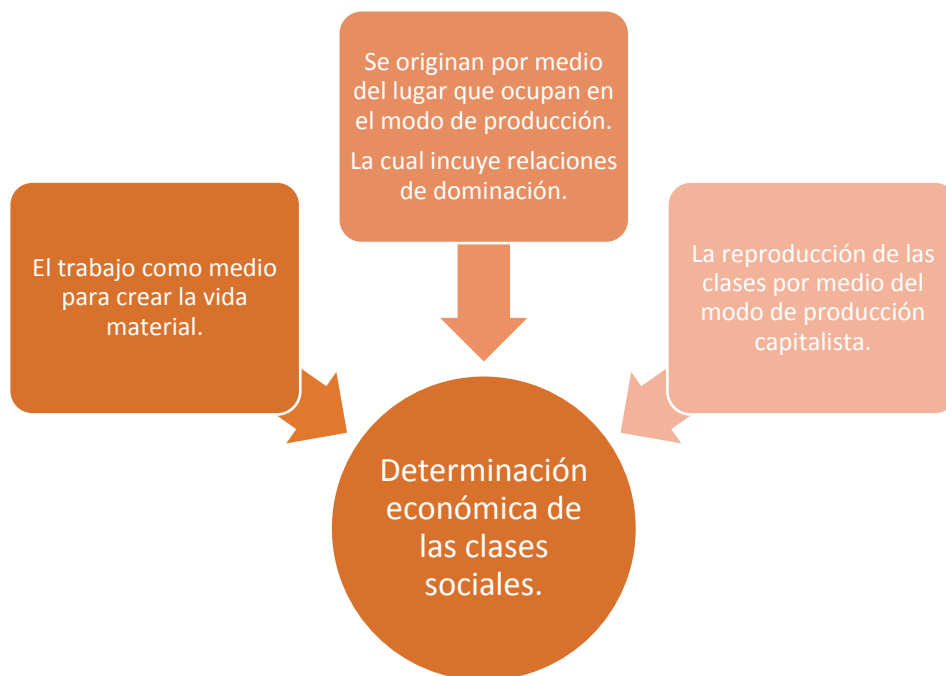 El trabajo como medio
para crear la vida
material.
Se originan por medio
del lugar que ocupan en
el modo de producción.
La cual incuye relaciones
de dominación.
La reproducción de las
clases por medio del
modo de producción
capitalista.
Determinación
económica de
las clases
sociales.